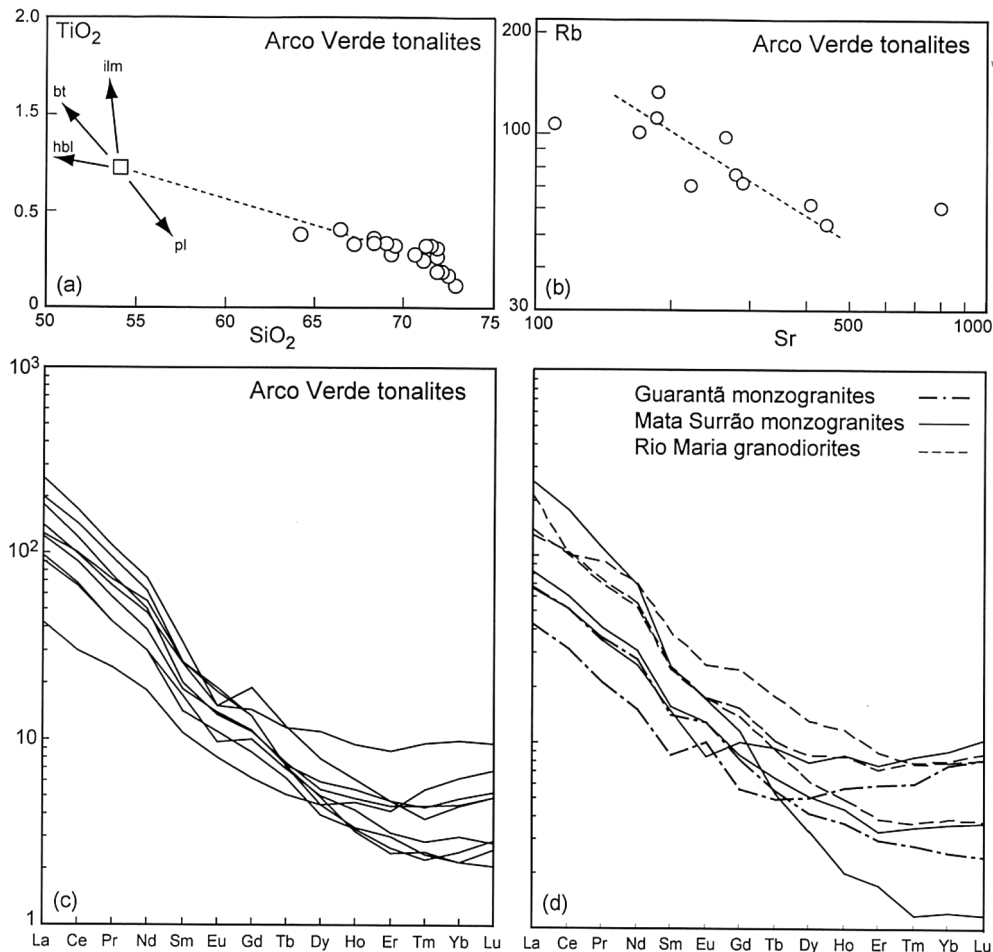 2.0
TiO2
Arco Verde tonalites
ilm
bt
1.5
hbl
0.5
pl
(a)
0
50
55
60
65
70
75
SiO2
200
Rb
Arco Verde tonalites
100
(b)
30
100
200
500
1000
Sr
10³
Arco Verde tonalites
10²
10
(c)
1
La Ce Pr Nd Sm Eu Gd Tb Dy Ho Er Tm Yb Lu
Guarantã monzogranites
Mata Surrão monzogranites
Rio Maria granodiorites
(d)
La Ce Pr Nd Sm Eu Gd Tb Dy Ho Er Tm Yb Lu